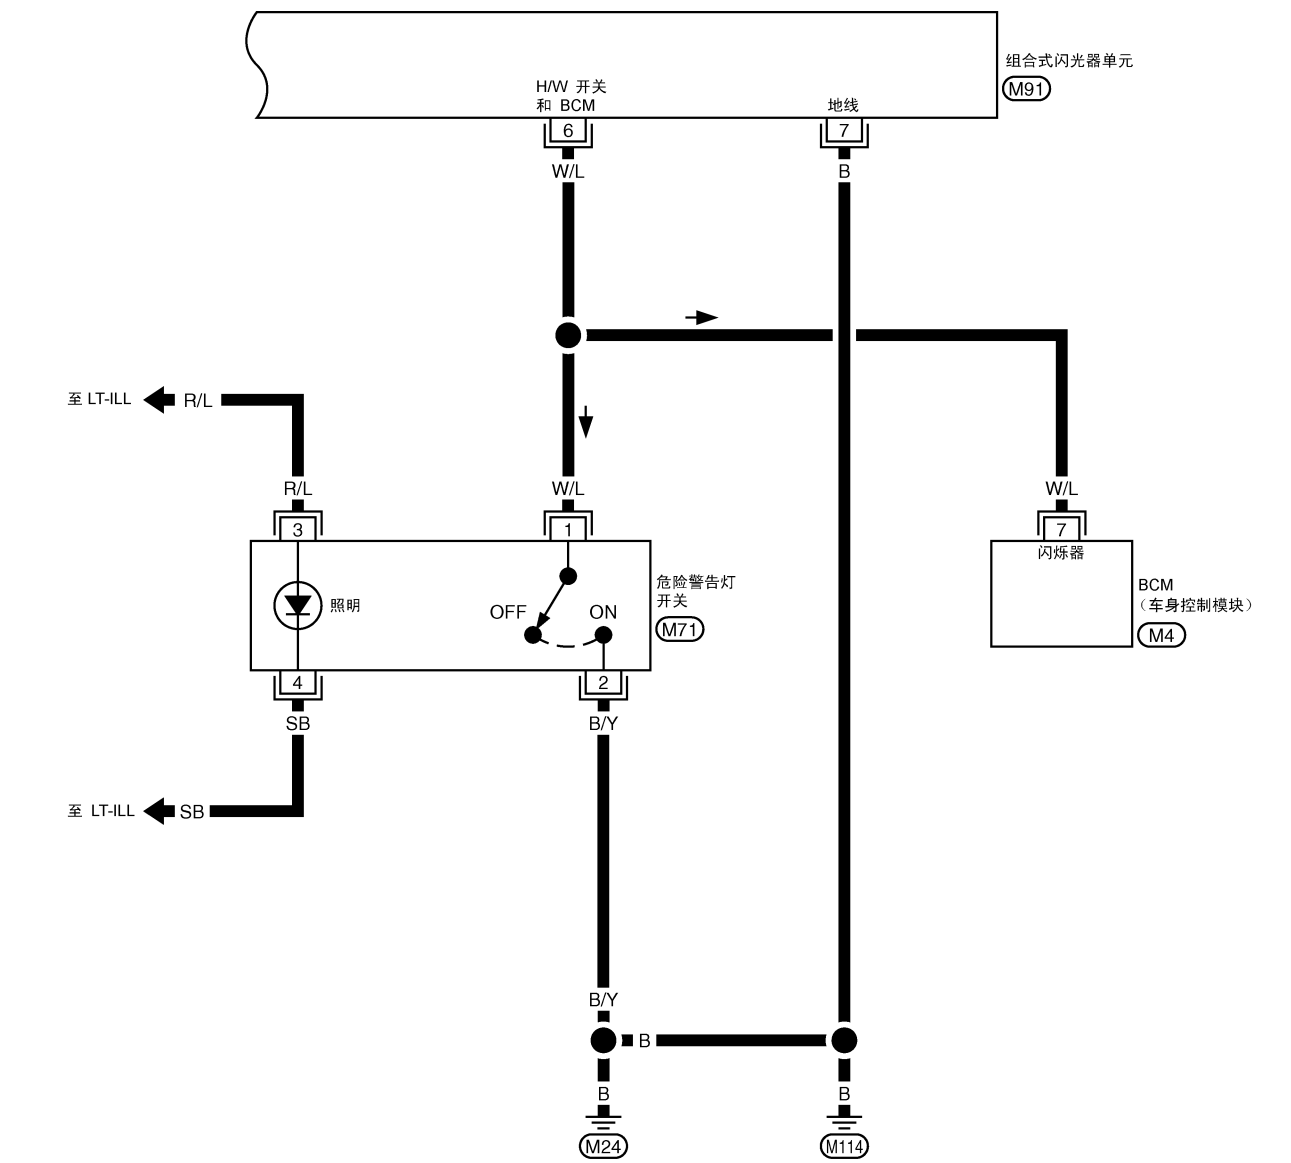 组合式闪光器单元
M91
H/W 开关
和 BCM
地线
6
7
W/L
B
至 LT-ILL
R/L
R/L
W/L
W/L
3
1
7
闪烁器
照明
OFF
ON
危险警告灯
开关
M71
BCM
（车身控制模块）
M4
4
2
SB
B/Y
至 LT-ILL
SB
B/Y
B
B
B
M24
M114